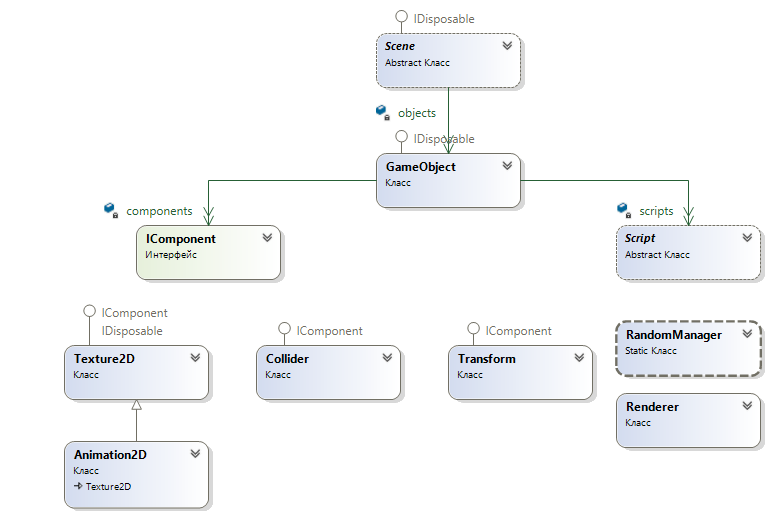 IDisposable
Scene
Abstract Класс
objects
IDisposable
GameObject
Класс
components
scripts
IComponent
Интерфейс
Script
Abstract Класс
IComponent
IDisposable
Texture2D
Класс
IComponent
Collider
Класс
IComponent
Transform
Класс
RandomManager
Static Класс
Renderer
Класс
Animation2D
Класс
Texture2D